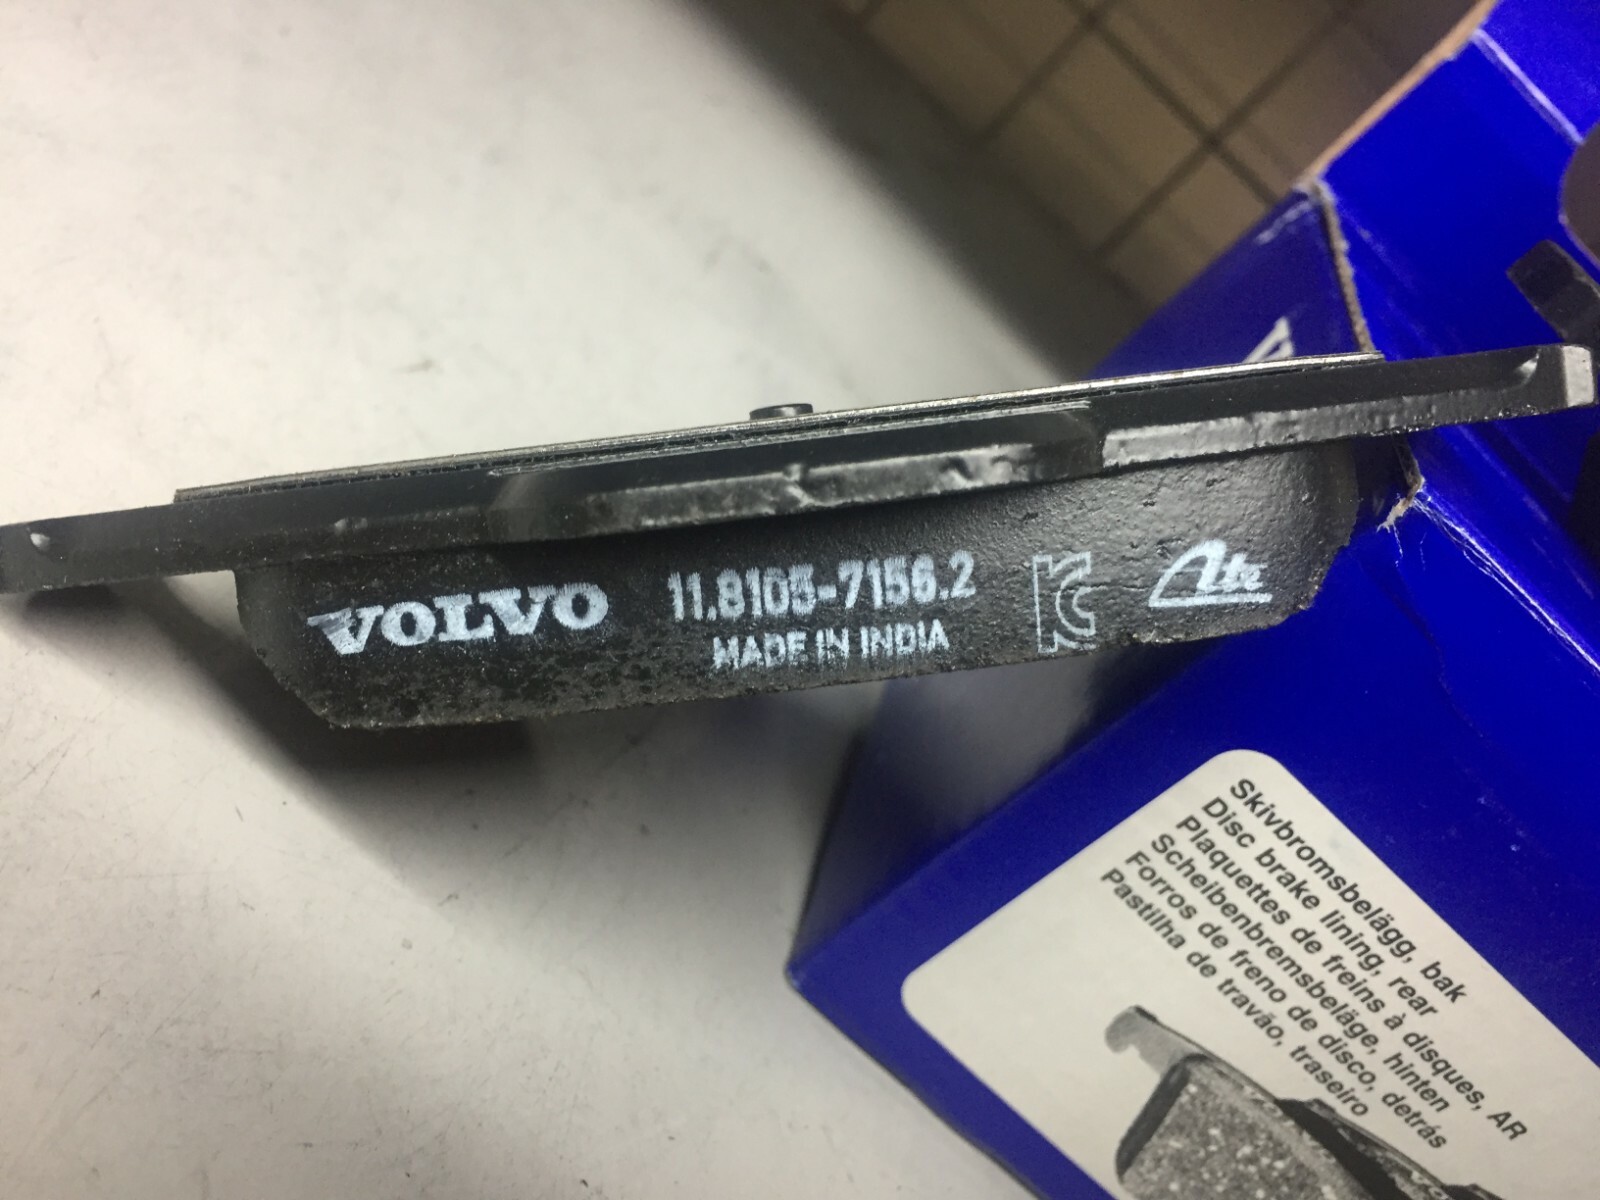 VOLVO
11.8105-7156.2
MADE IN INDIA
KC
Ate
Skivbromsbelägg, bak
Disc brake lining, rear
Plaquettes de freins à disques, AR
Scheibenbremsbeläge, hinten
Forros de freno de disco, detrás
Pastilha de travão, traseiro